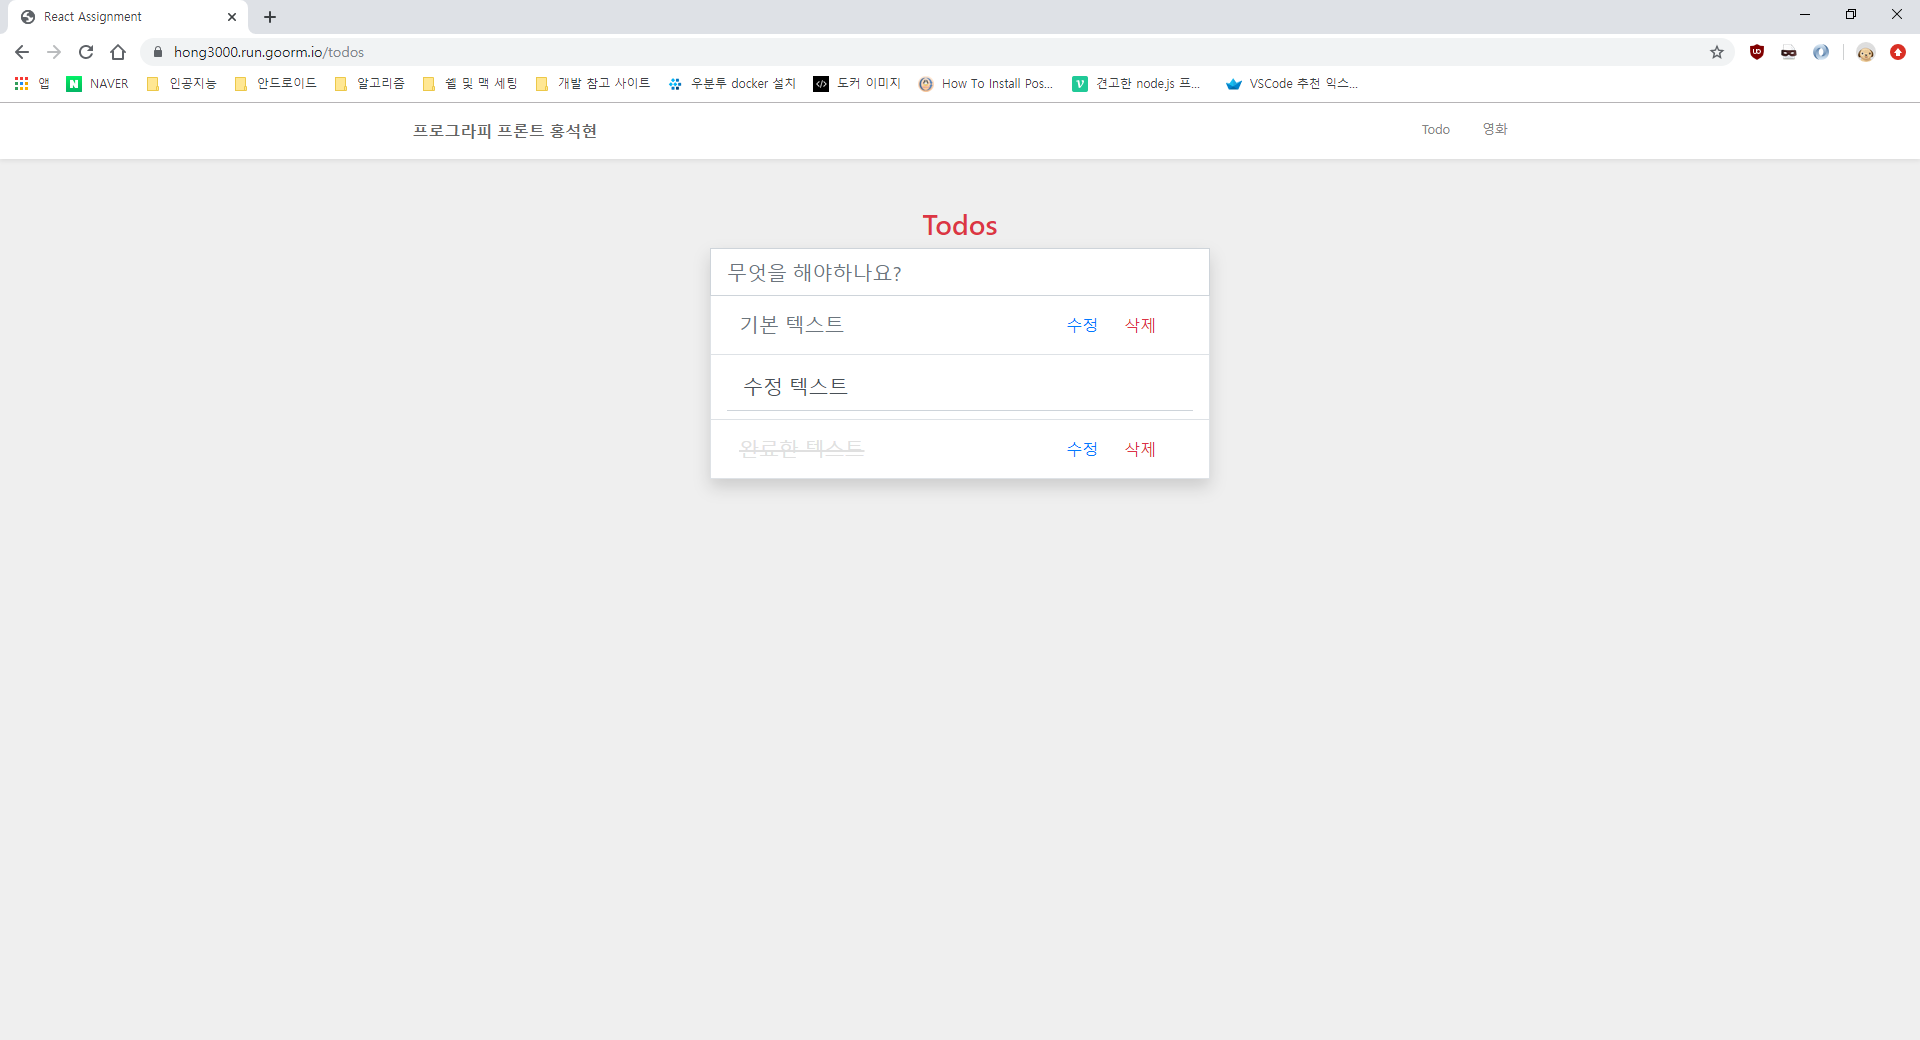 React Assignment
hong3000.run.goorm.io/todos
앱 NAVER 인공지능 안드로이드 알고리즘 쉘 및 맥 세팅 개발 참고 사이트 우분투 docker 설치 도커 이미지 How To Install Pos... 견고한 node.js 프... VSCode 추천 익스...
프로그라피 프론트 홍석현 Todo 영화
Todos
무엇을 해야하나요?
기본 텍스트 수정 삭제
수정 텍스트
완료한 텍스트 수정 삭제